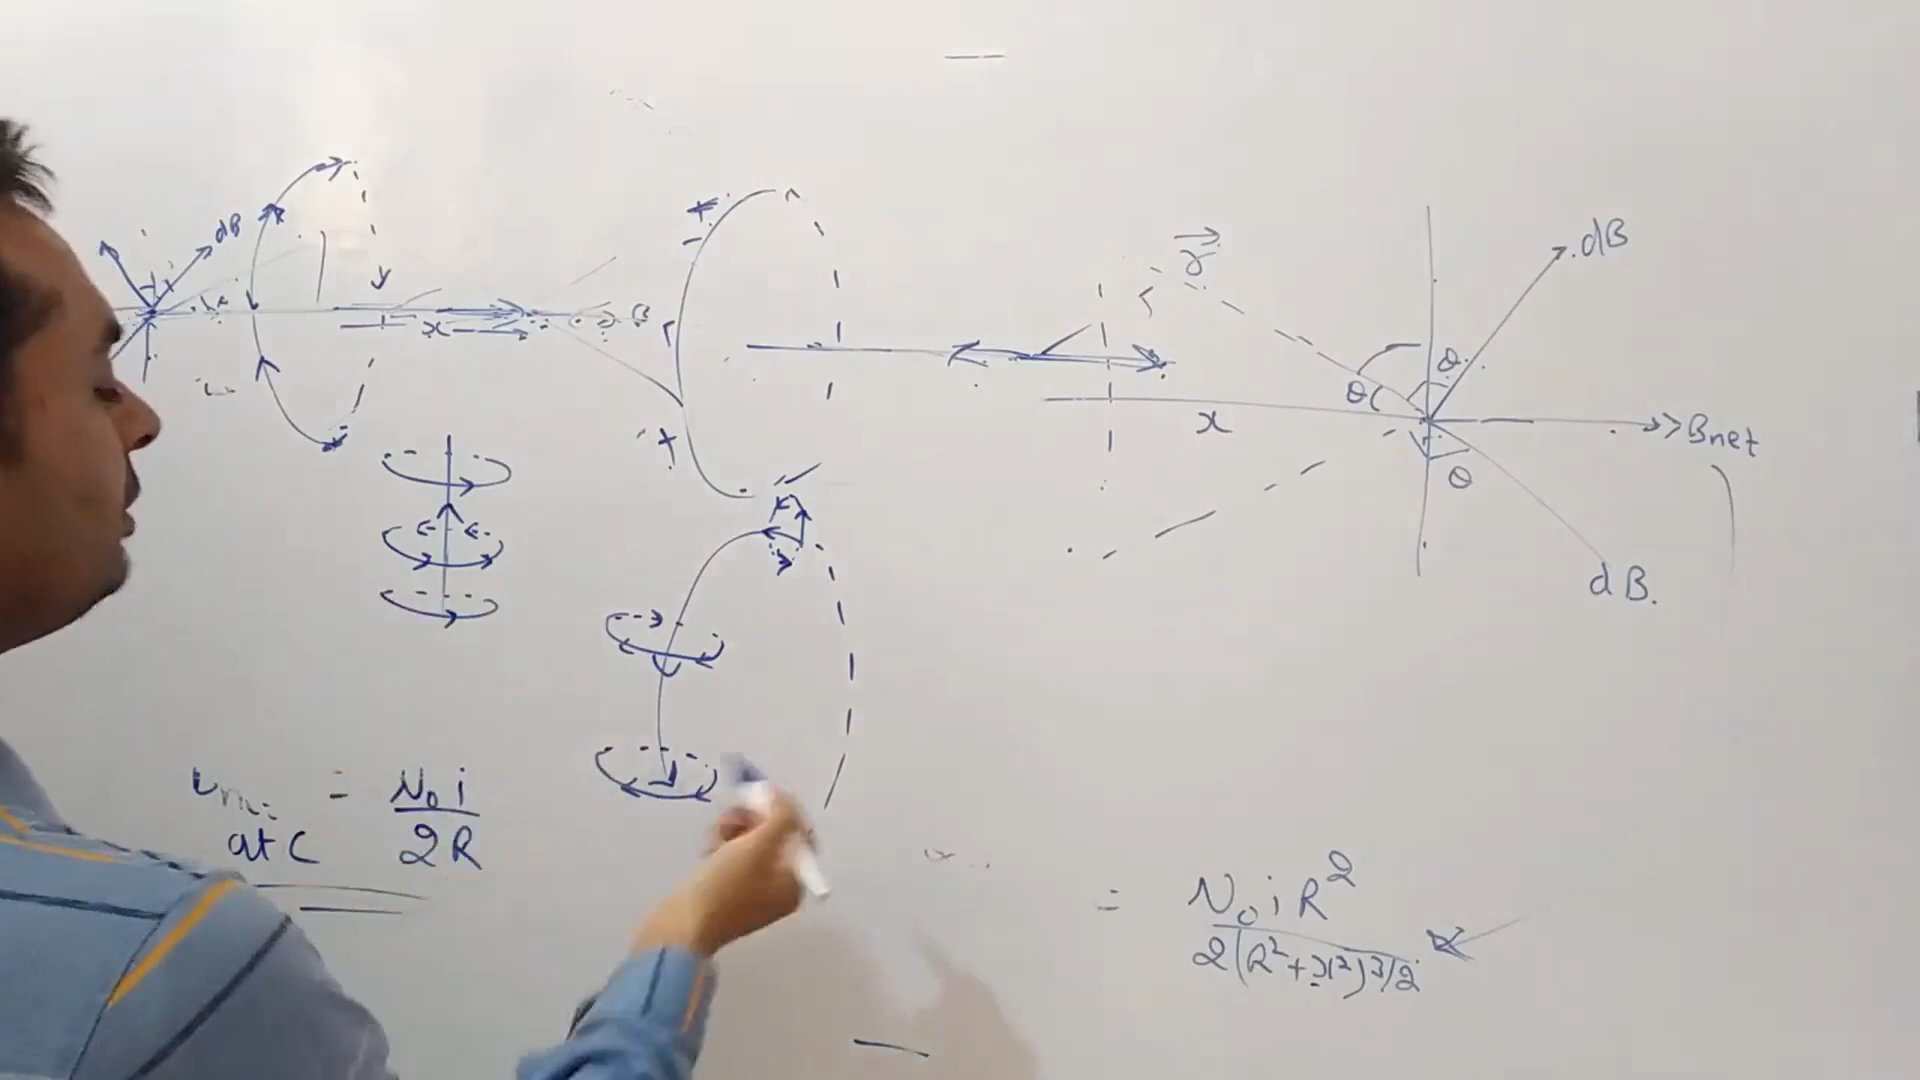 dB
x
B
r
dB
θ
θ
x
Bnet
θ
dB.
= N₀ i / 2R
at C
= N₀ i R² / 2(R²+x²)3/2